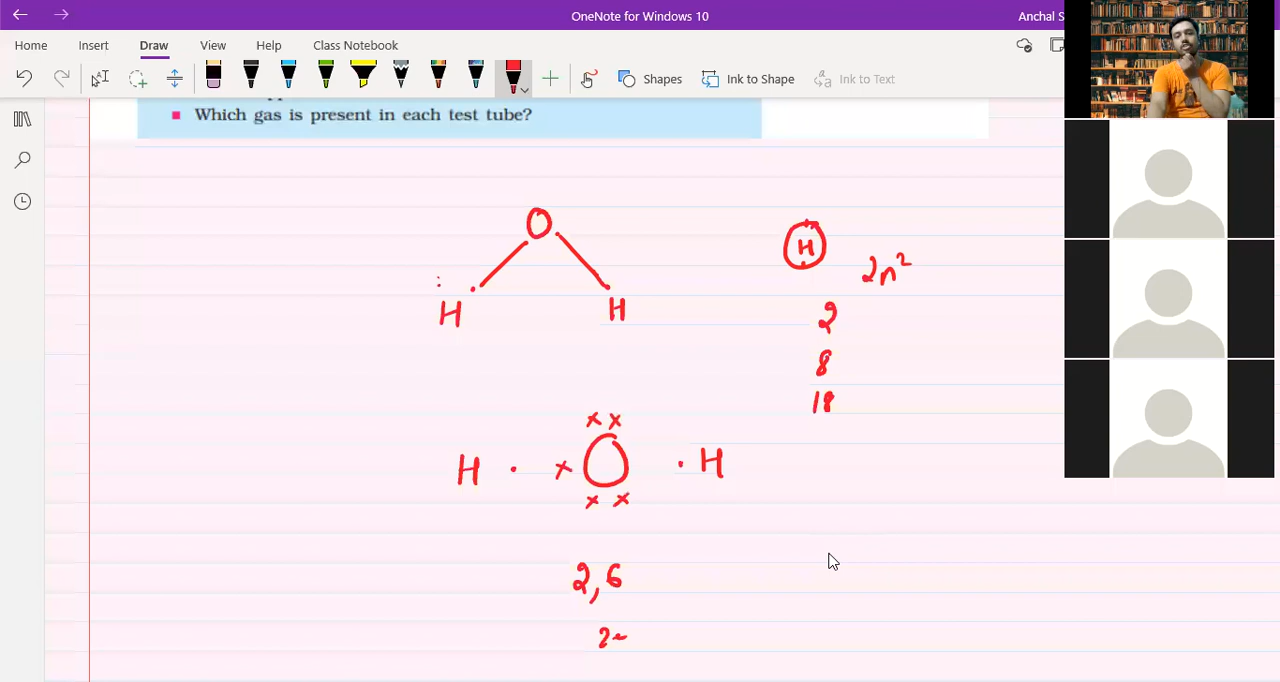 OneNote for Windows 10
Anchal S
Home Insert Draw View Help Class Notebook
Shapes Ink to Shape Ink to Text
Which gas is present in each test tube?
O
H
2n²
H H
2
8
18
x x
H · x O · H
x x
2,6